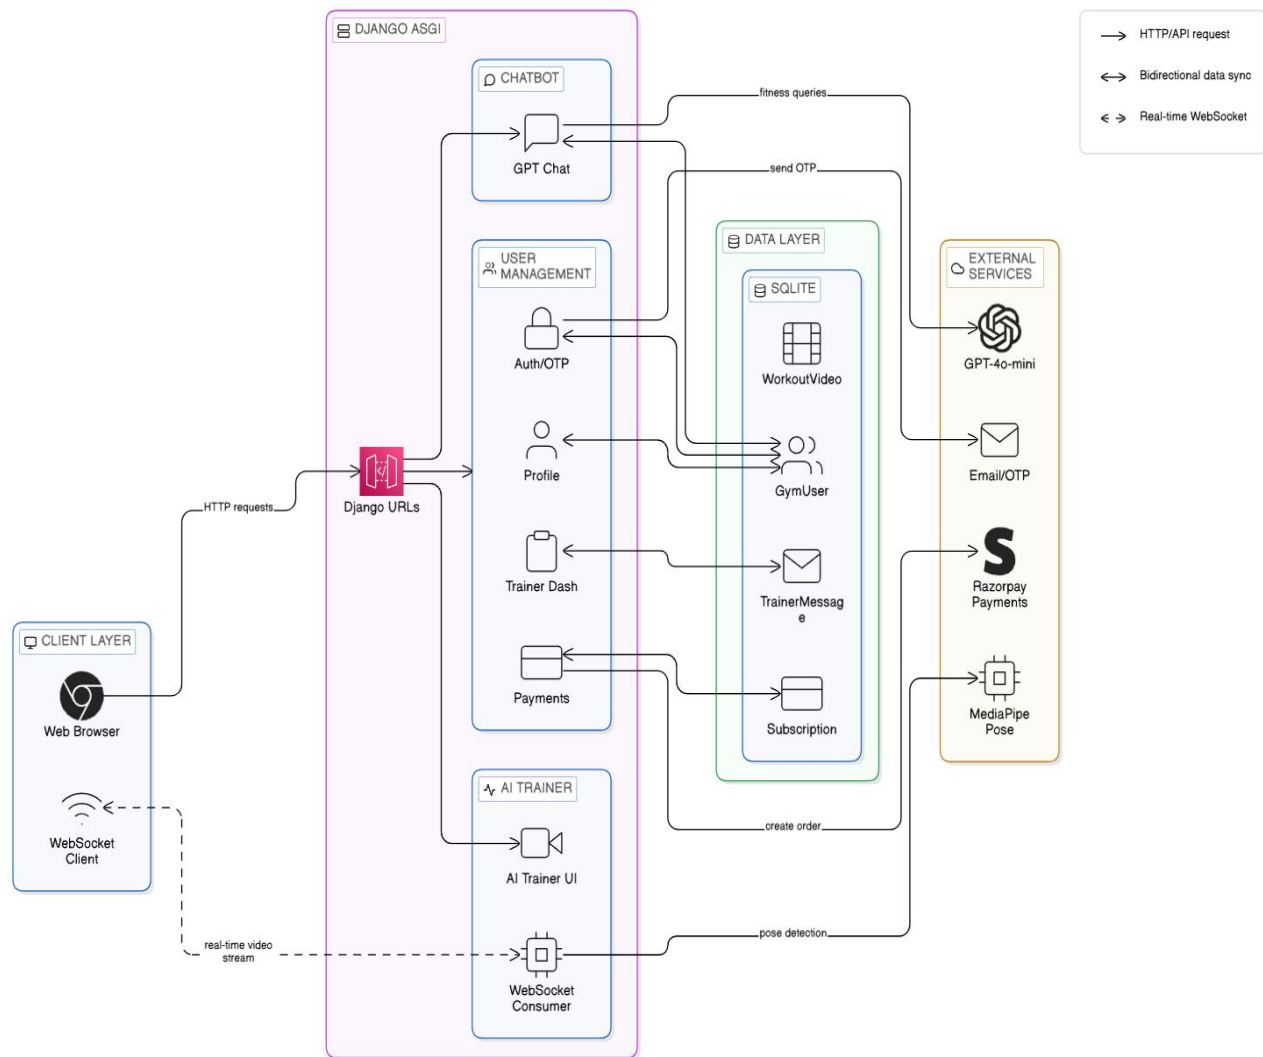 DJANGO ASGI
HTTP/API request
Bidirectional data sync
Real-time WebSocket
CHATBOT
GPT Chat
fitness queries
send OTP
USER
MANAGEMENT
Auth/OTP
Profile
Trainer Dash
Payments
DATA LAYER
SQLITE
WorkoutVideo
GymUser
TrainerMessag
e
Subscription
EXTERNAL
SERVICES
GPT-4o-mini
Email/OTP
Razorpay
Payments
MediaPipe
Pose
Django URLs
HTTP requests
CLIENT LAYER
Web Browser
WebSocket
Client
create order
AI TRAINER
AI Trainer UI
WebSocket
Consumer
real-time video
stream
pose detection